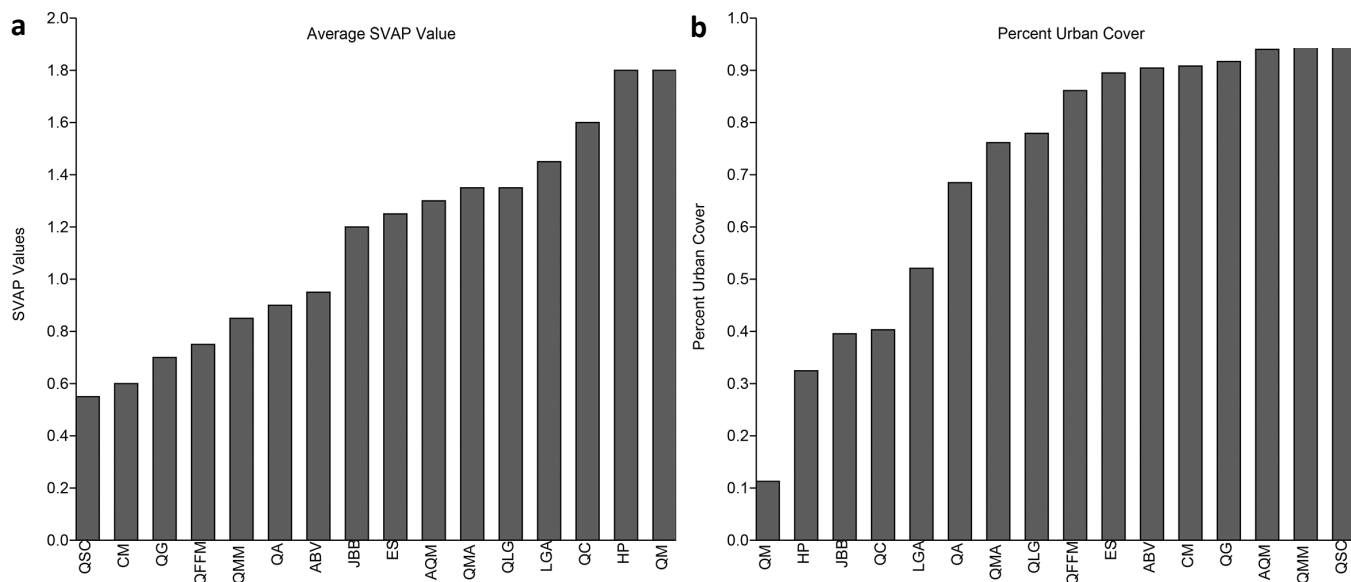 a
Average SVAP Value
SVAP Values
2.0
1.8
1.6
1.4
1.2
1.0
0.8
0.6
0.4
0.2
0.0
QSC CM QG QFFM QMM QA ABV JBB ES AQM QMA QLG LGA QC HP QM
b
Percent Urban Cover
Percent Urban Cover
1.0
0.9
0.8
0.7
0.6
0.5
0.4
0.3
0.2
0.1
0.0
QM HP JBB QC LGA QA QMA QLG QFFM ES ABV CM QG AQM QMM QSC